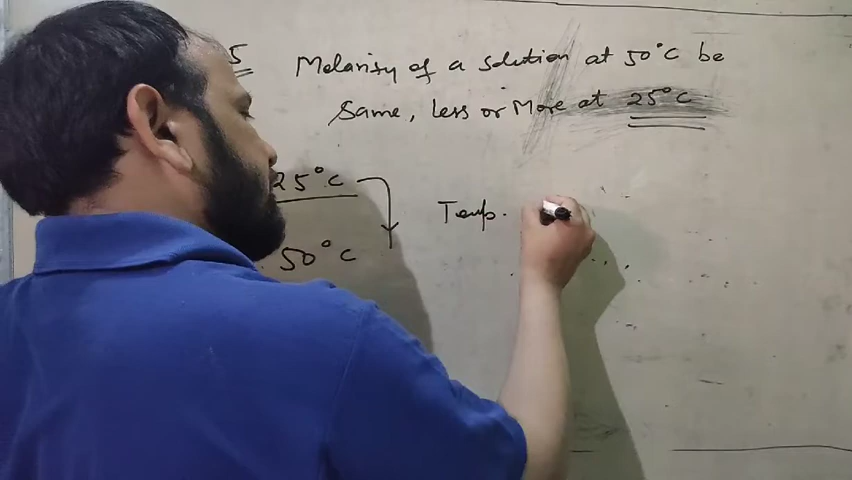 5 Molarity of a solution at 50°C be
same, less or More at 25°C
25°C
50°C
Temp.